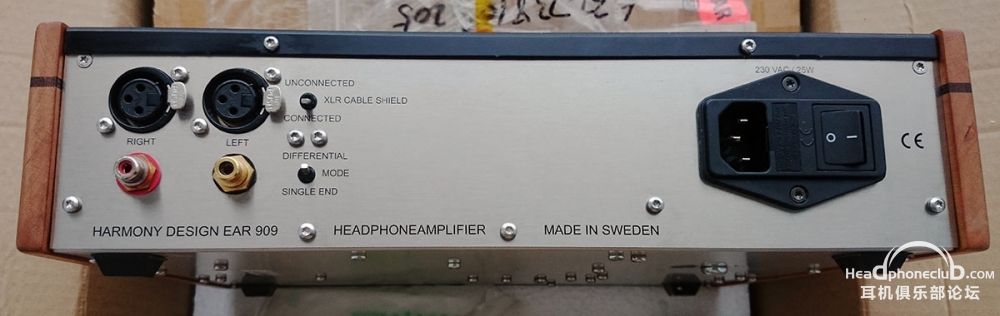 230 VAC / 25W
UNCONNECTED
XLR CABLE SHIELD
CONNECTED
RIGHT
LEFT
DIFFERENTIAL
MODE
SINGLE END
O I
CE
HARMONY DESIGN EAR 909
HEADPHONEAMPLIFIER
MADE IN SWEDEN
Headphoneclub.com
耳机俱乐部论坛